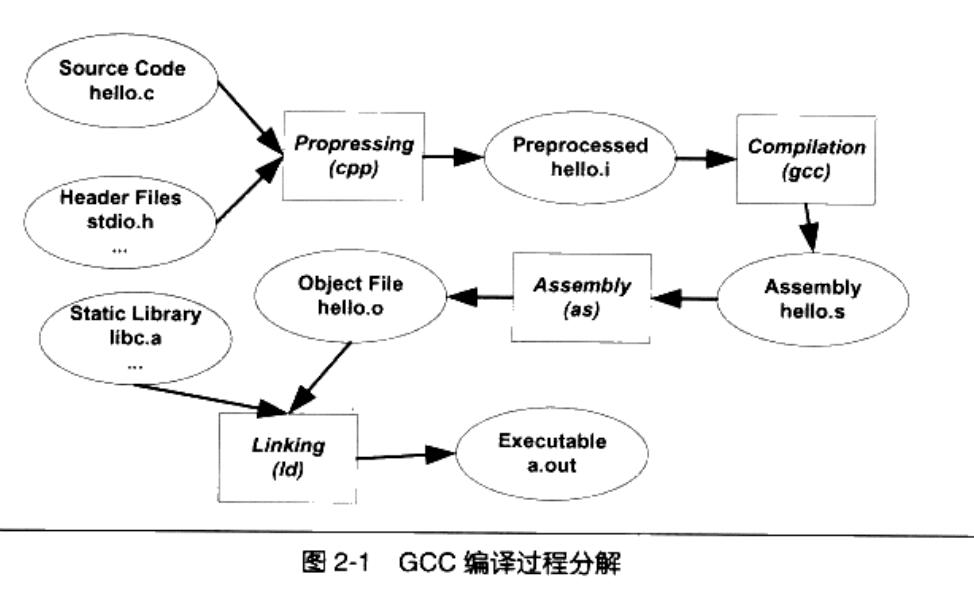 Source Code
hello.c
Header Files
stdio.h
...
Propressing
(cpp)
Preprocessed
hello.i
Compilation
(gcc)
Assembly
hello.s
Assembly
(as)
Object File
hello.o
Static Library
libc.a
...
Linking
(ld)
Executable
a.out
图 2-1 GCC 编译过程分解